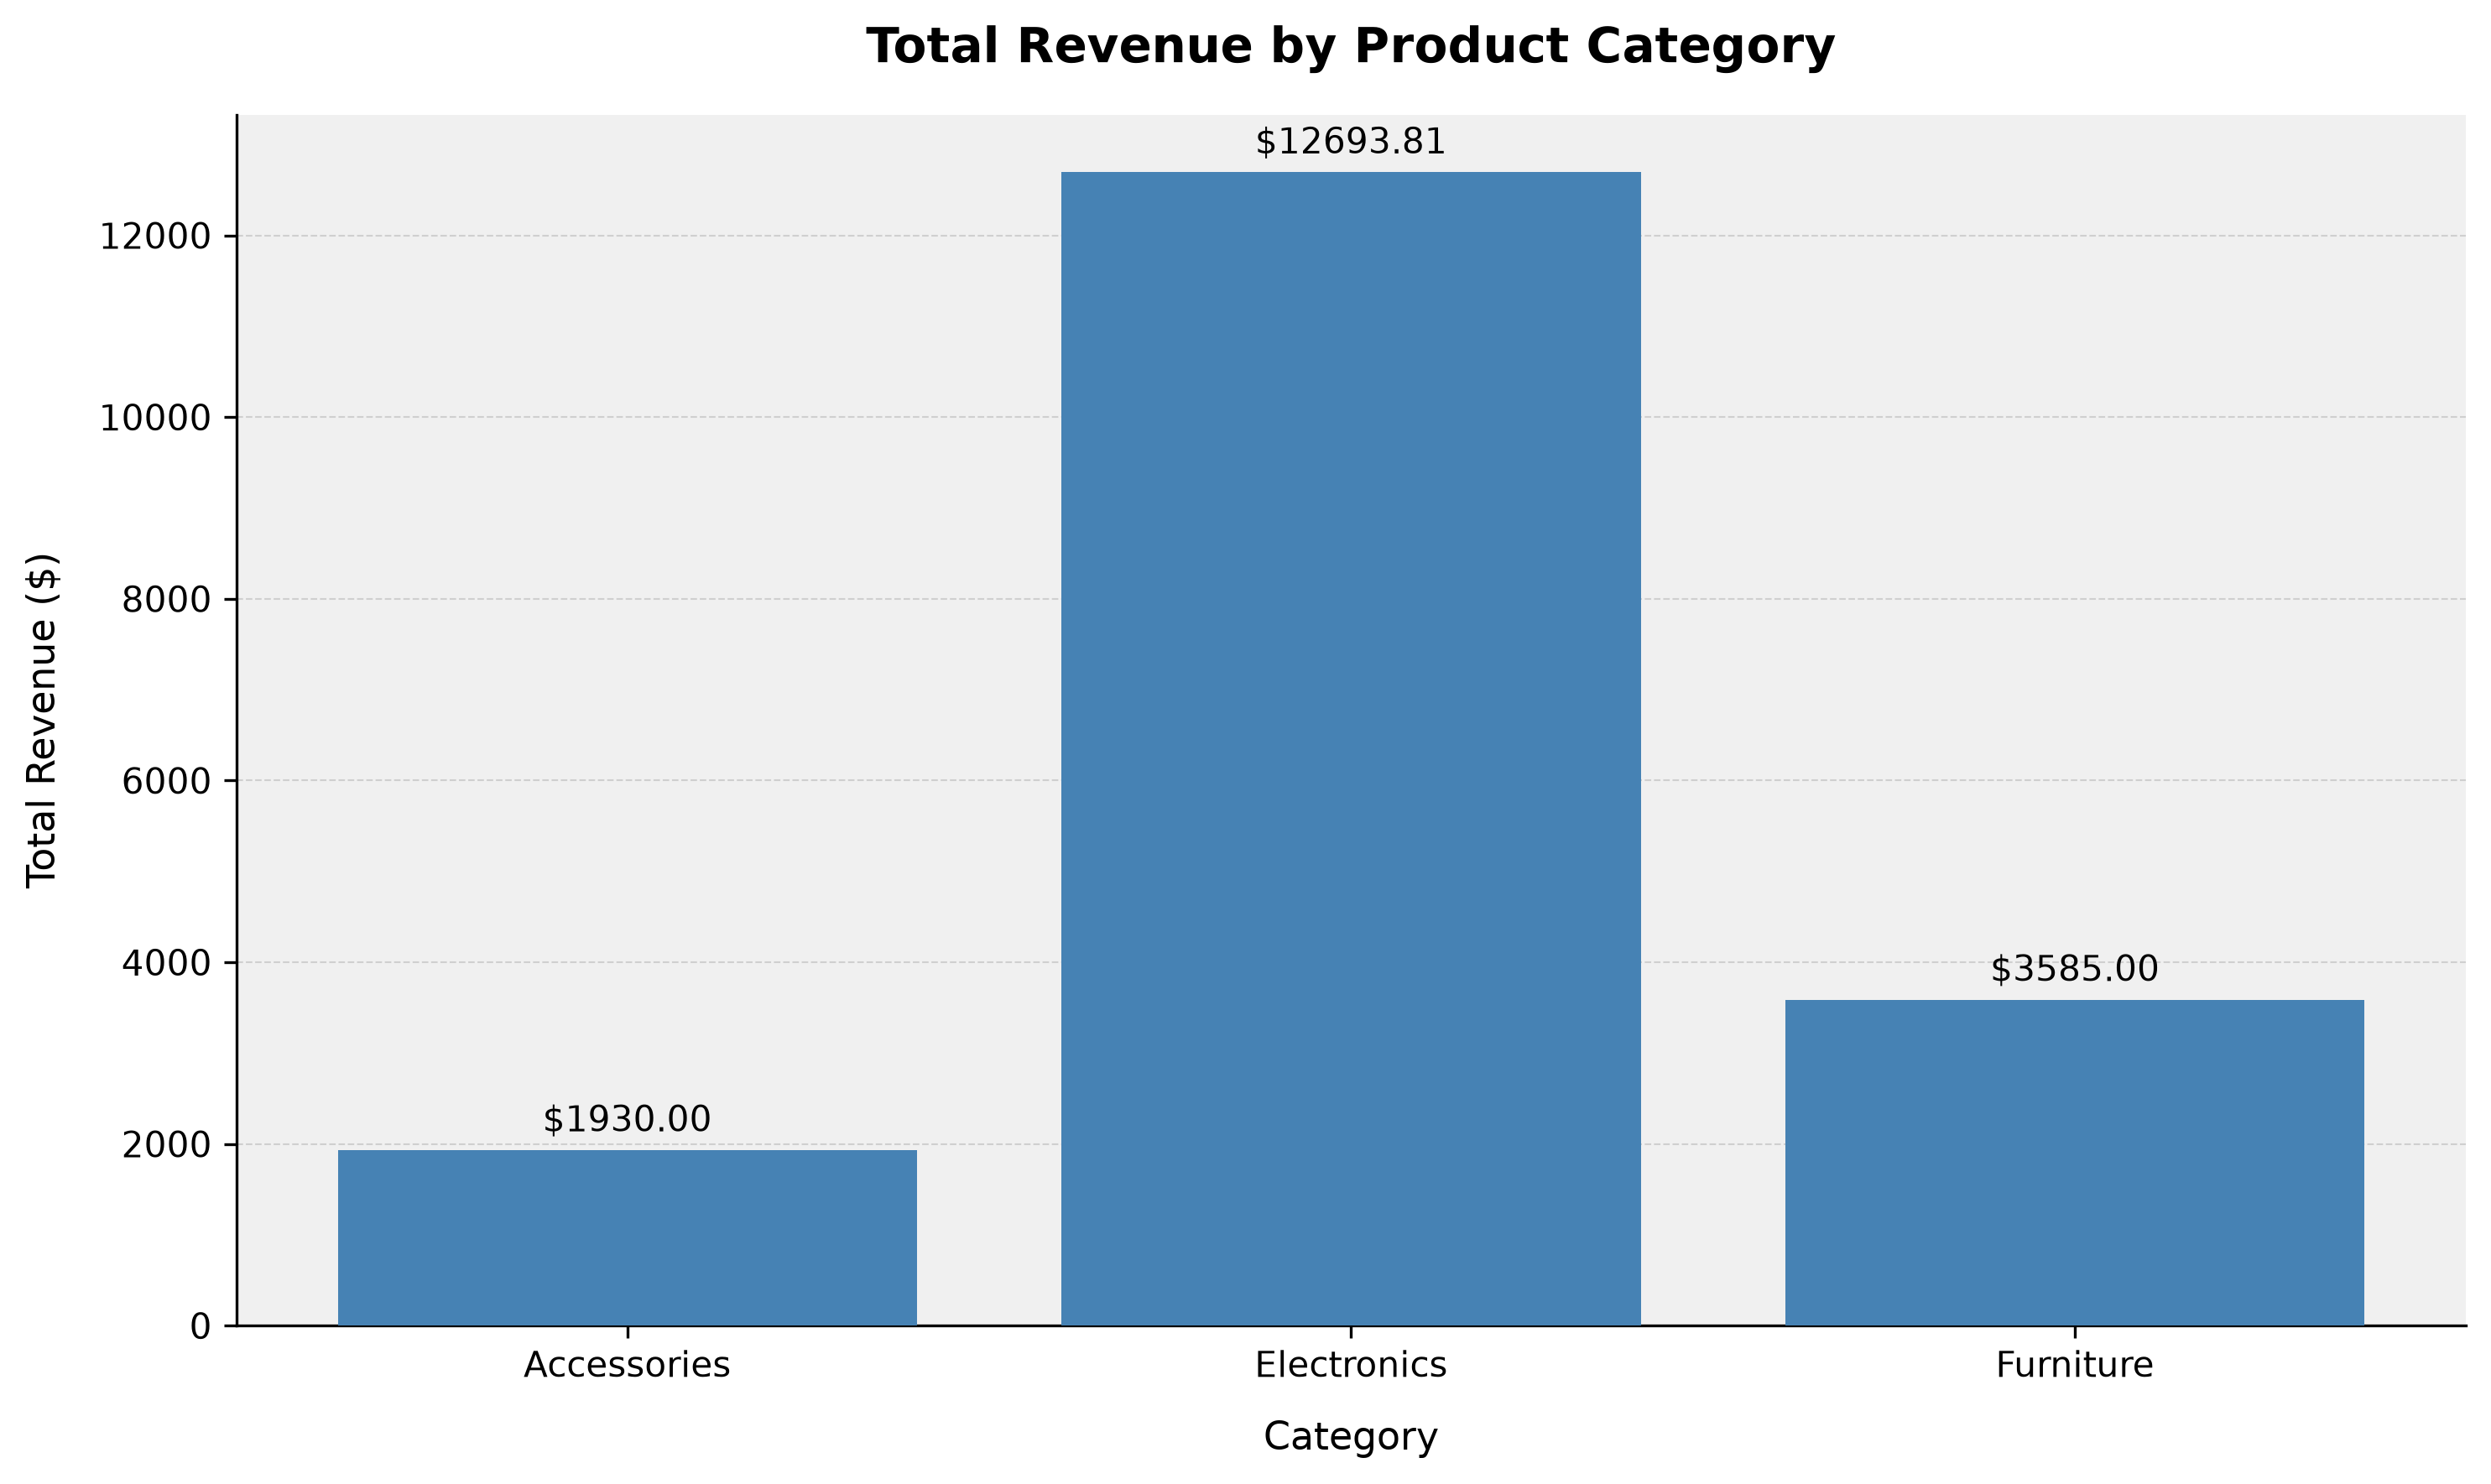 Total Revenue by Product Category
$12693.81
12000
10000
8000
6000
4000
2000
0
Total Revenue ($)
$3585.00
$1930.00
Accessories
Electronics
Furniture
Category